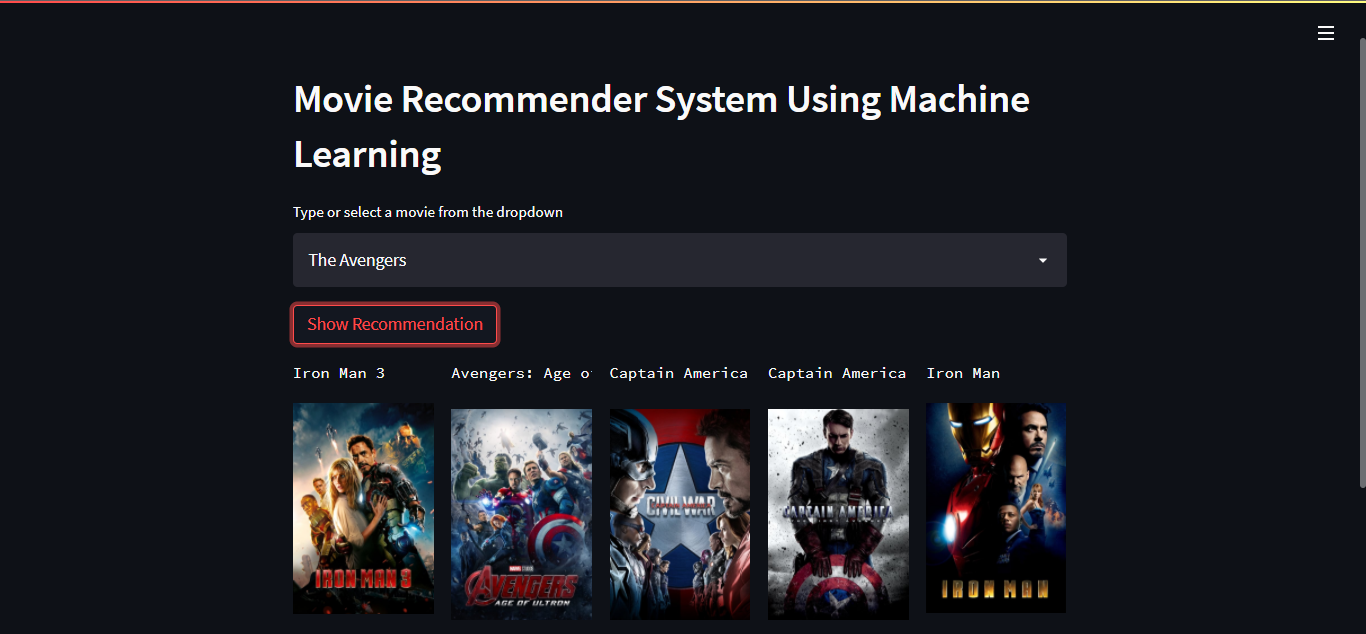 Movie Recommender System Using Machine
Learning
Type or select a movie from the dropdown
The Avengers
Show Recommendation
Iron Man 3
Avengers: Age o
Captain America
Captain America
Iron Man
IRON MAN 3
MARVEL STUDIOS
AVENGERS
AGE OF ULTRON
CIVIL WAR
CAPTAIN AMERICA
IRON MAN